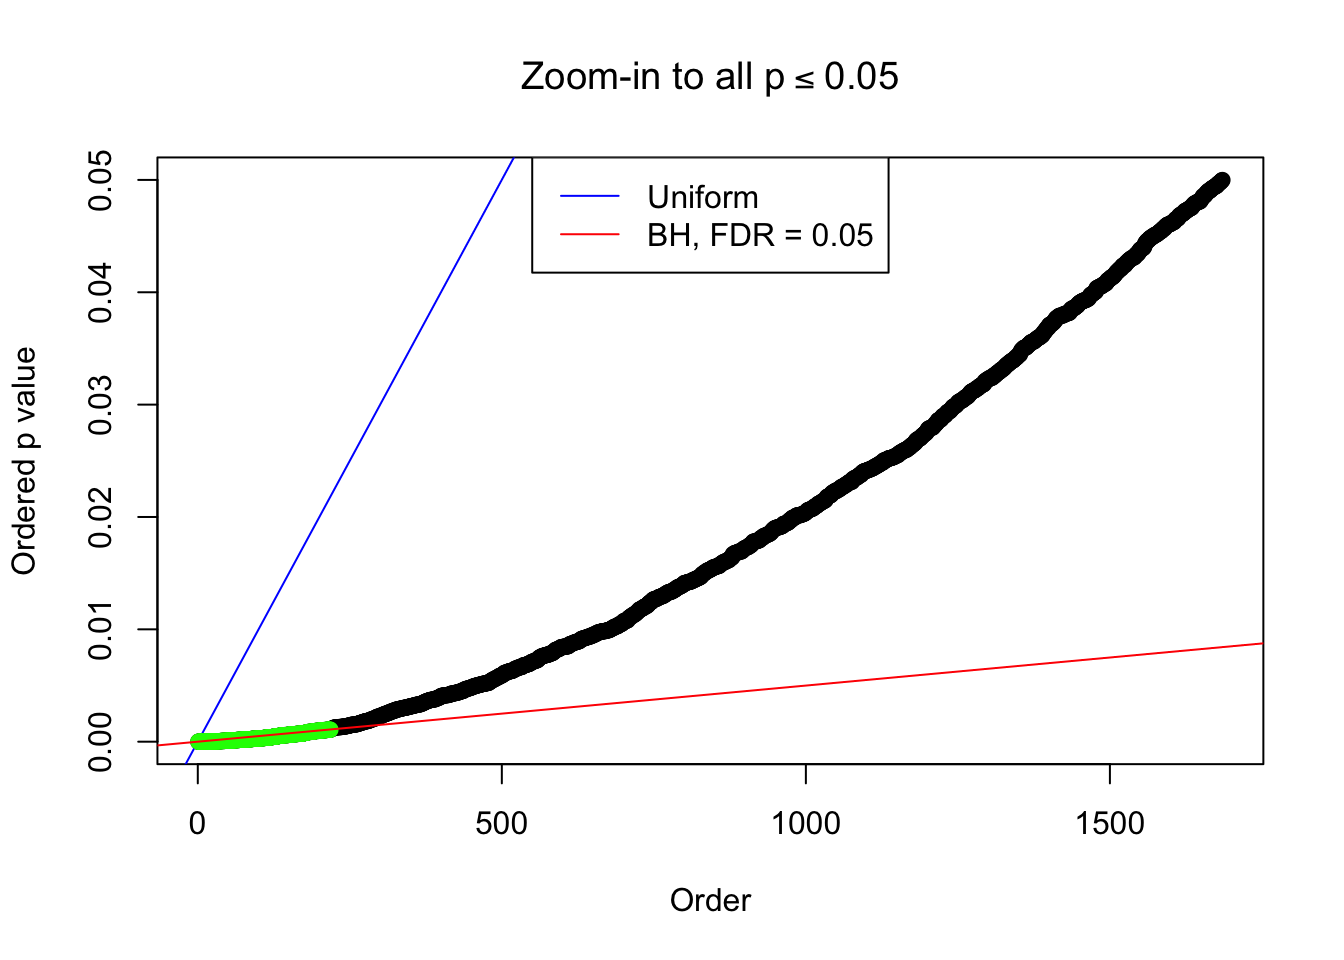 Zoom-in to all p ≤ 0.05
Uniform
BH, FDR = 0.05
Ordered p value
0.05
0.04
0.03
0.02
0.01
0.00
0
500
1000
1500
Order